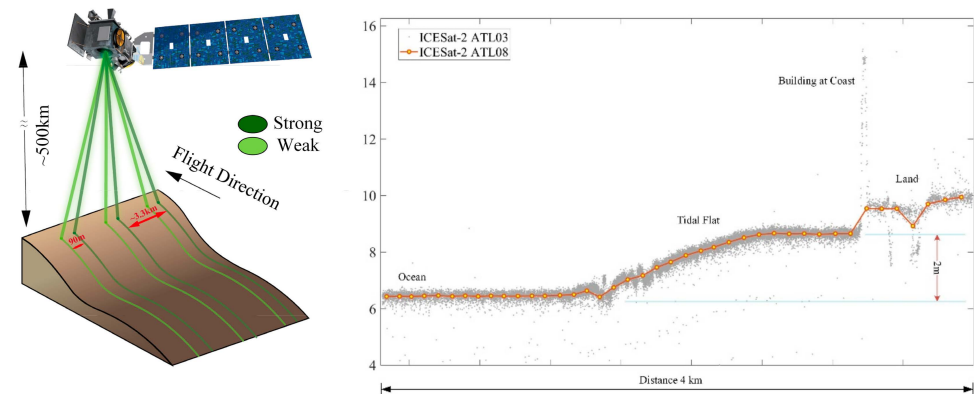 ~500km
Strong
Weak
Flight Direction
~3.3km
90m
ICESat-2 ATL03
ICESat-2 ATL08
16
14
12
10
8
6
4
Building at Coast
Land
Tidal Flat
Ocean
2m
Distance 4 km